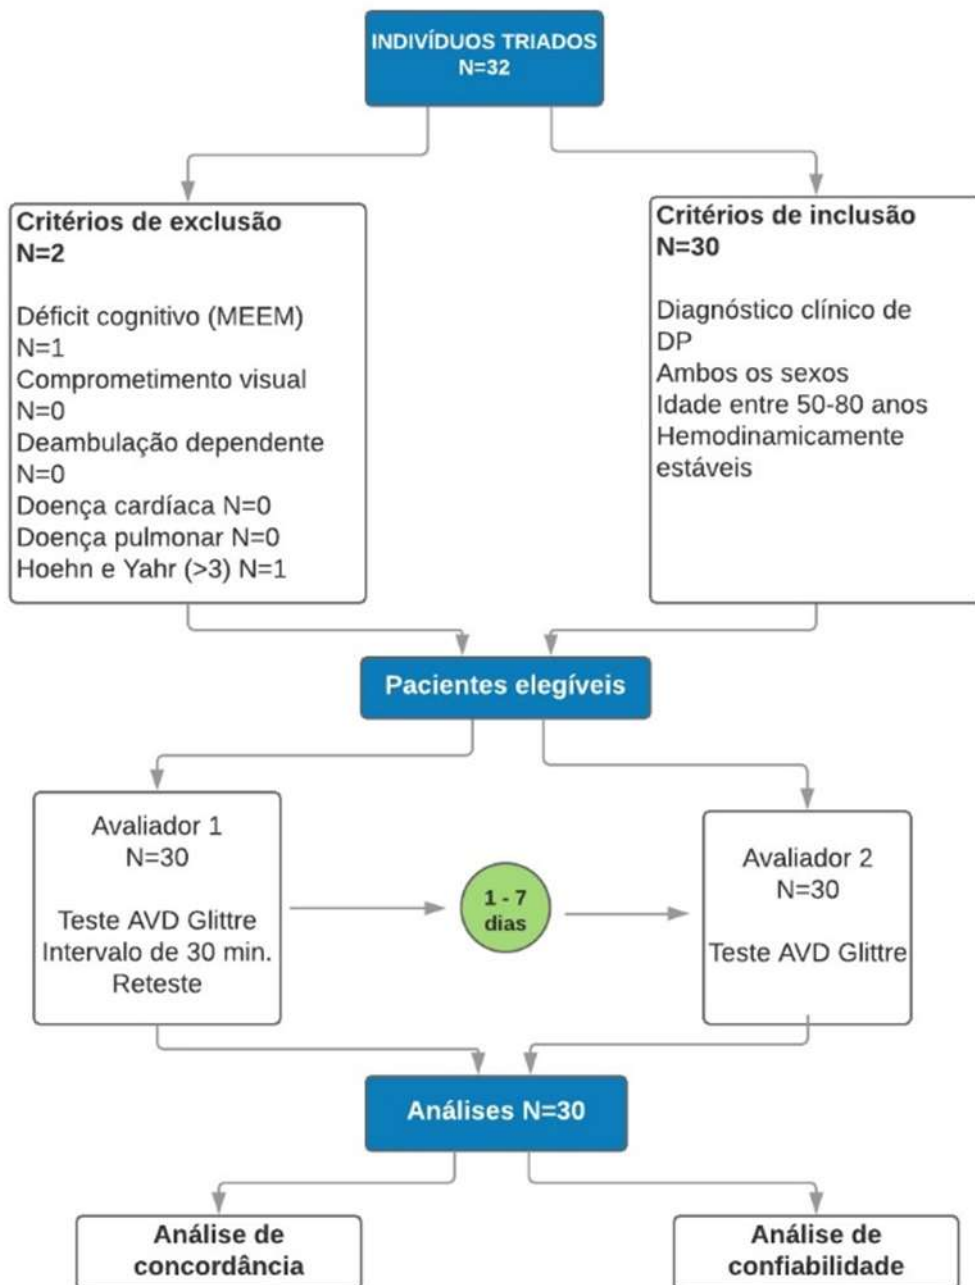 INDIVÍDUOS TRIADOS
N=32
Critérios de exclusão
N=2
Déficit cognitivo (MEEM)
N=1
Comprometimento visual
N=0
Deambulação dependente
N=0
Doença cardíaca N=0
Doença pulmonar N=0
Hoehn e Yahr (>3) N=1
Critérios de inclusão
N=30
Diagnóstico clínico de
DP
Ambos os sexos
Idade entre 50-80 anos
Hemodinamicamente
estáveis
Pacientes elegíveis
Avaliador 1
N=30
Teste AVD Glittre
Intervalo de 30 min.
Reteste
1 - 7
dias
Avaliador 2
N=30
Teste AVD Glittre
Análises N=30
Análise de
concordância
Análise de
confiabilidade